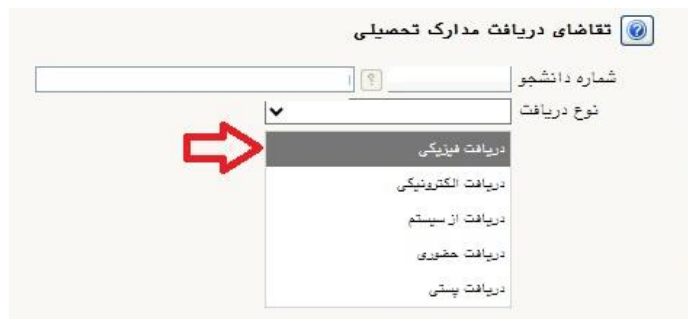 تقاضای دریافت مدارک تحصیلی
شماره دانشجو
نوع دریافت
دریافت فیزیکی
دریافت الکترونیکی
دریافت از سیستم
دریافت حضوری
دریافت پستی